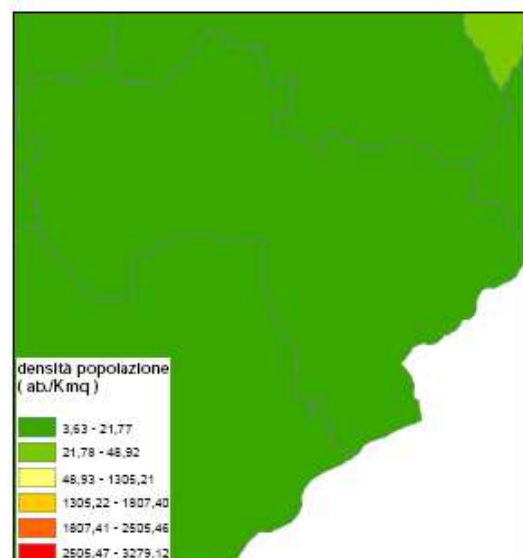 densità popolazione
( ab./Kmq )
3,63 - 21,77
21,78 - 48,92
48,93 - 1305,21
1305,22 - 1807,40
1807,41 - 2505,46
2505,47 - 3279,12